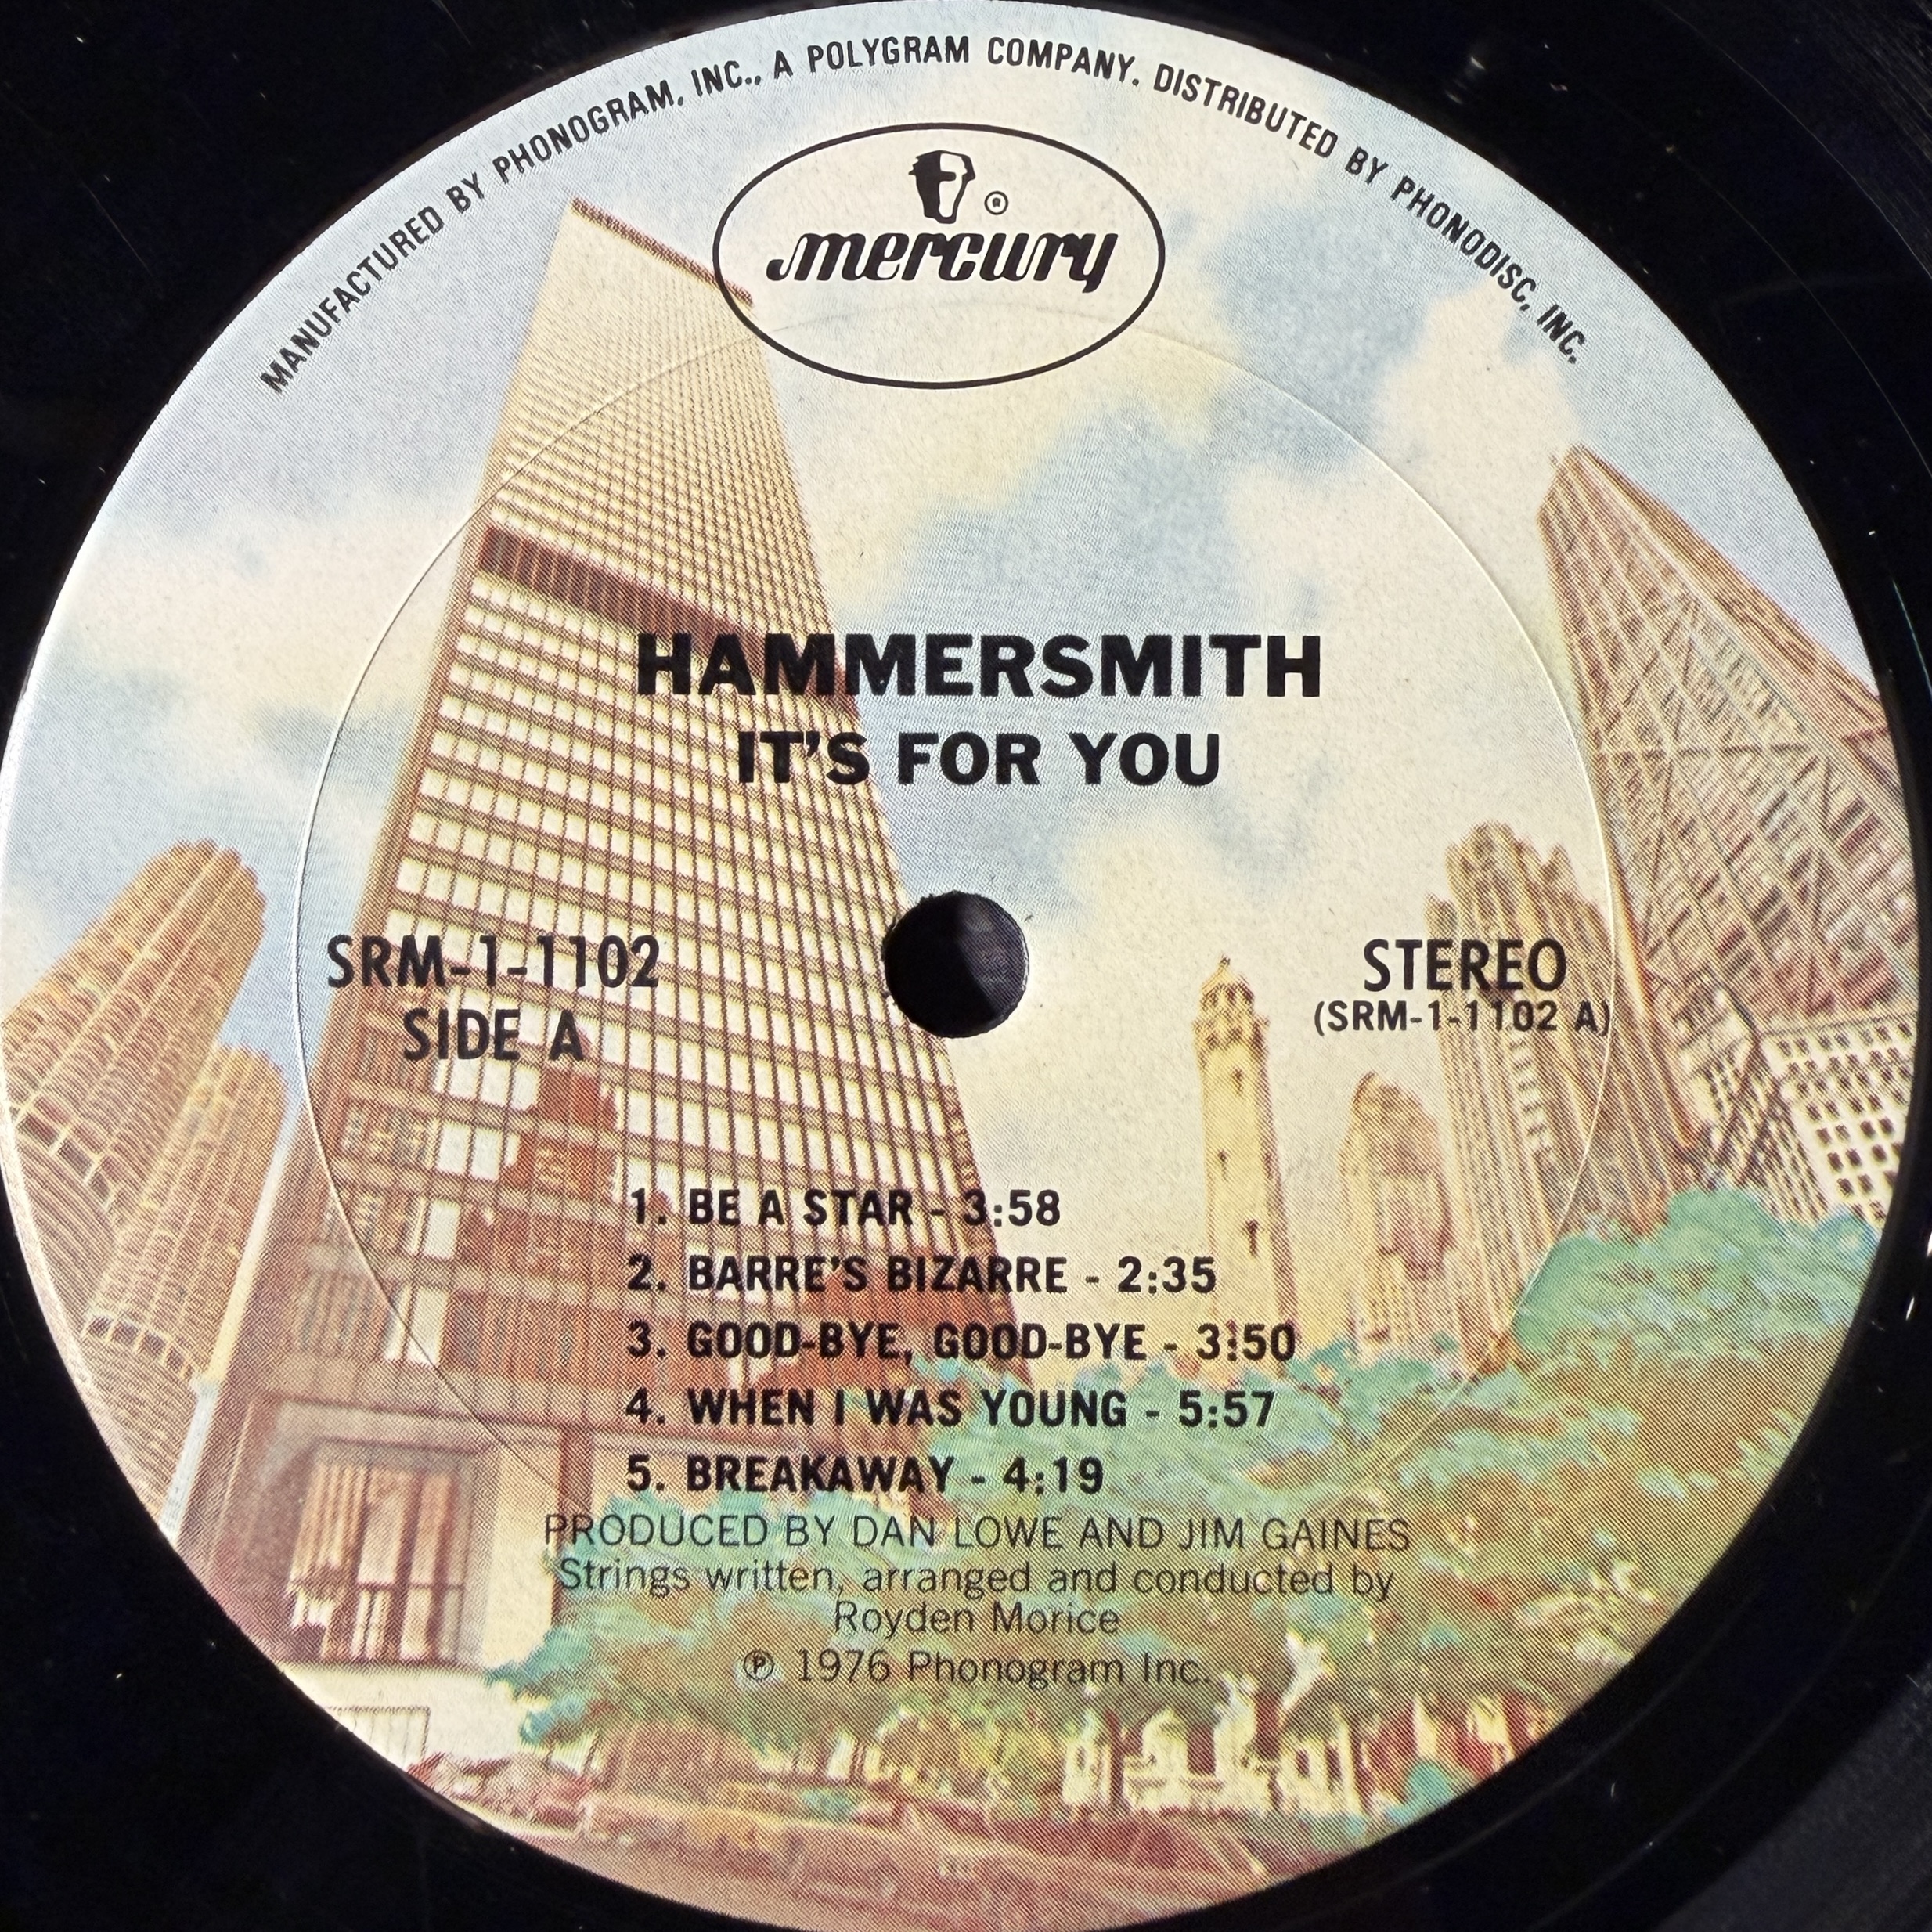 MANUFACTURED BY PHONOGRAM, INC., A POLYGRAM COMPANY. DISTRIBUTED BY PHONODISC, INC.
®
mercury
HAMMERSMITH
IT'S FOR YOU
SRM-1-1102
SIDE A
STEREO
(SRM-1-1102 A)
1. BE A STAR - 3:58
2. BARRE'S BIZARRE - 2:35
3. GOOD-BYE, GOOD-BYE - 3:50
4. WHEN I WAS YOUNG - 5:57
5. BREAKAWAY - 4:19
PRODUCED BY DAN LOWE AND JIM GAINES
Strings written, arranged and conducted by
Royden Morice
℗ 1976 Phonogram Inc.